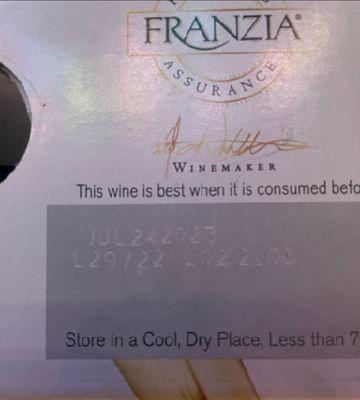 FRANZIA®
ASSURANCE
WINEMAKER
This wine is best when it is consumed befo
JUL242023
L29722 L02
Store in a Cool, Dry Place, Less than 7